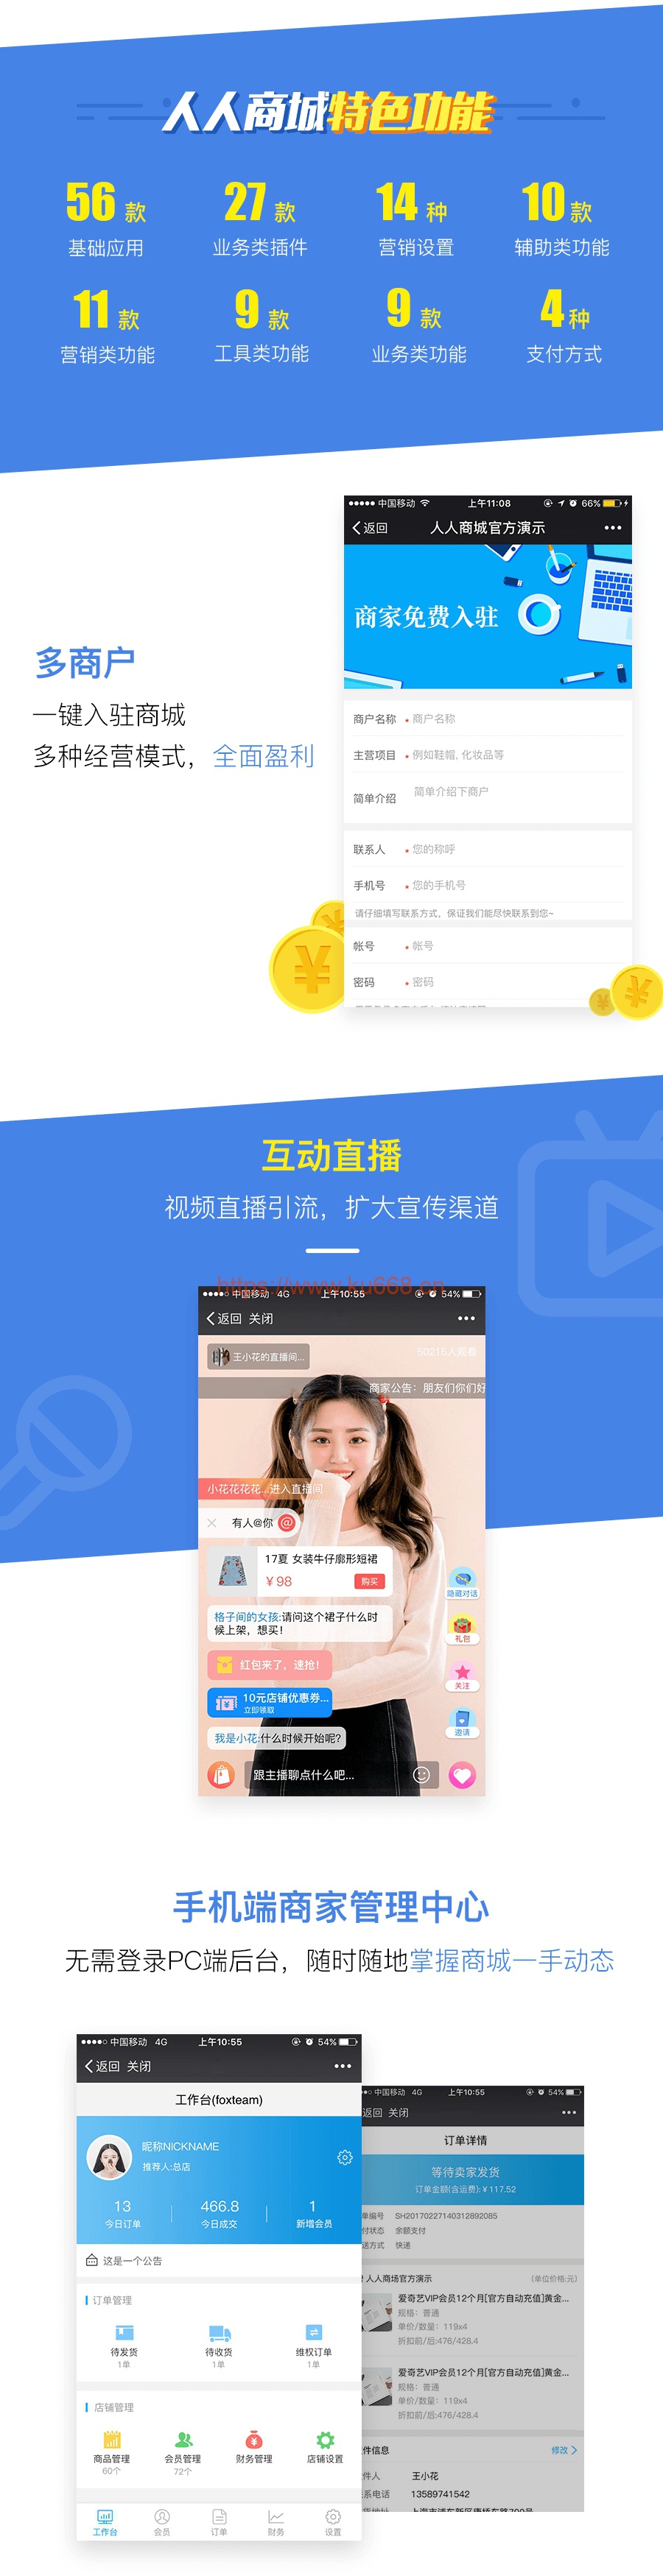 人人商城特色功能
56 款 27 款 14 种 10 款
基础应用 业务类插件 营销设置 辅助类功能
11 款 9 款 9 款 4 种
营销类功能 工具类功能 业务类功能 支付方式
中国移动 上午11:08 66%
返回 人人商城官方演示
商家免费入驻
多商户
一键入驻商城
多种经营模式，全面盈利
商户名称 商户名称
主营项目 例如鞋帽, 化妆品等
简单介绍 简单介绍下商户
联系人 您的称呼
手机号 您的手机号
请仔细填写联系方式，保证我们能尽快联系到您~
帐号 帐号
密码 密码
互动直播
视频直播引流，扩大宣传渠道
https://www.ku668.cn
中国移动 4G 上午10:55 54%
返回 关闭
王小花的直播间...
50215人观看
商家公告：朋友们你们好
小花花花花...进入直播间
有人@你 @
17夏 女装牛仔廓形短裙
¥98 购买
隐藏对话
格子间的女孩:请问这个裙子什么时
候上架，想买！
礼包
红包来了，速抢！
关注
10元店铺优惠券...
立即领取
邀请
我是小花:什么时候开始呢?
跟主播聊点什么吧...
手机端商家管理中心
无需登录PC端后台，随时随地掌握商城一手动态
中国移动 4G 上午10:55 54%
返回 关闭
工作台(foxteam)
昵称NICKNAME
推荐人:总店
13 466.8 1
今日订单 今日成交 新增会员
这是一个公告
订单管理
待发货 待收货 维权订单
1单 1单 1单
店铺管理
商品管理 会员管理 财务管理 店铺设置
60个 72个
工作台 会员 订单 财务 设置
中国移动 4G 上午10:55 54%
返回 关闭
订单详情
等待卖家发货
订单金额(含运费): ¥ 117.52
单编号 SH20170227140312892085
付状态 余额支付
送方式 快递
人人商场官方演示 (单位价格:元)
爱奇艺VIP会员12个月[官方自动充值]黄金...
规格：普通
单价/数量：119x4
折扣前/后:476/428.4
爱奇艺VIP会员12个月[官方自动充值]黄金...
规格：普通
单价/数量：119x4
折扣前/后:476/428.4
件信息 修改
件人 王小花
系电话 13589741542